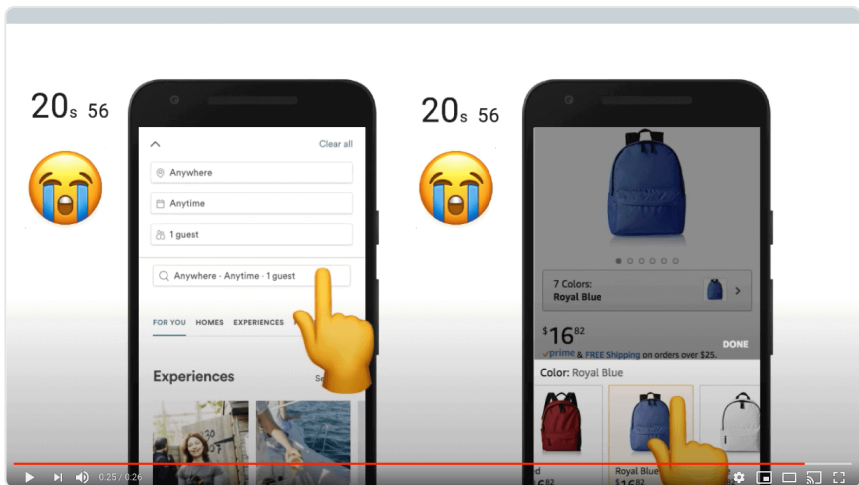 20s 56
Clear all
Anywhere
Anytime
1 guest
Anywhere · Anytime · 1 guest
FOR YOU HOMES EXPERIENCES
Experiences
20s 56
7 Colors:
Royal Blue
$16 82
DONE
prime & FREE Shipping on orders over $25.
Color: Royal Blue
Royal Blue
0:25 / 0:26